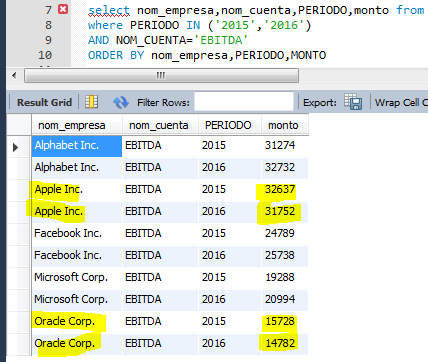 7 select nom_empresa,nom_cuenta,PERIODO,monto from
8 where PERIODO IN ('2015','2016')
9 AND NOM_CUENTA='EBITDA'
10 ORDER BY nom_empresa,PERIODO,MONTO
Result Grid Filter Rows: Export: Wrap Cell C
nom_empresa nom_cuenta PERIODO monto
Alphabet Inc. EBITDA 2015 31274
Alphabet Inc. EBITDA 2016 32732
Apple Inc. EBITDA 2015 32637
Apple Inc. EBITDA 2016 31752
Facebook Inc. EBITDA 2015 24789
Facebook Inc. EBITDA 2016 25738
Microsoft Corp. EBITDA 2015 19288
Microsoft Corp. EBITDA 2016 20994
Oracle Corp. EBITDA 2015 15728
Oracle Corp. EBITDA 2016 14782